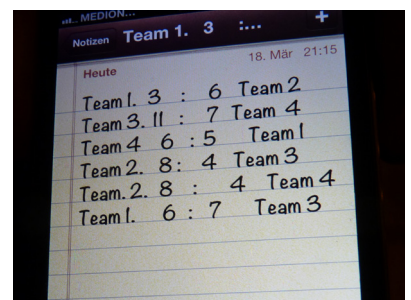 MEDION...
Notizen Team 1. 3 :... +
Heute 18. Mär 21:15
Team 1. 3 : 6 Team 2
Team 3. 11 : 7 Team 4
Team 4 6 : 5 Team 1
Team 2. 8 : 4 Team 3
Team. 2. 8 : 4 Team 4
Team 1. 6 : 7 Team 3